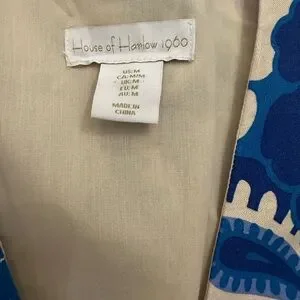 House of Harlow 1960
US: M
CA: M/M
UK: M
EU: M
AU: M
MADE IN
CHINA